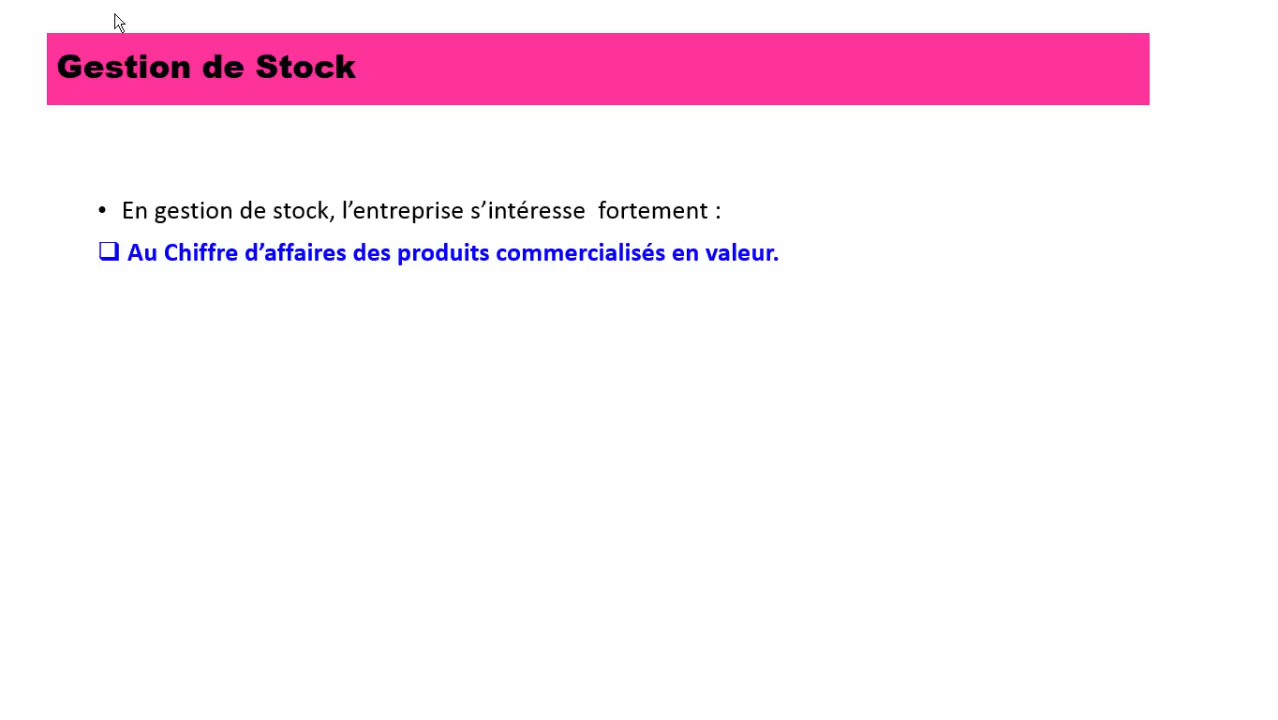 Gestion de Stock
• En gestion de stock, l’entreprise s’intéresse  fortement :
❑ Au Chiffre d’affaires des produits commercialisés en valeur.